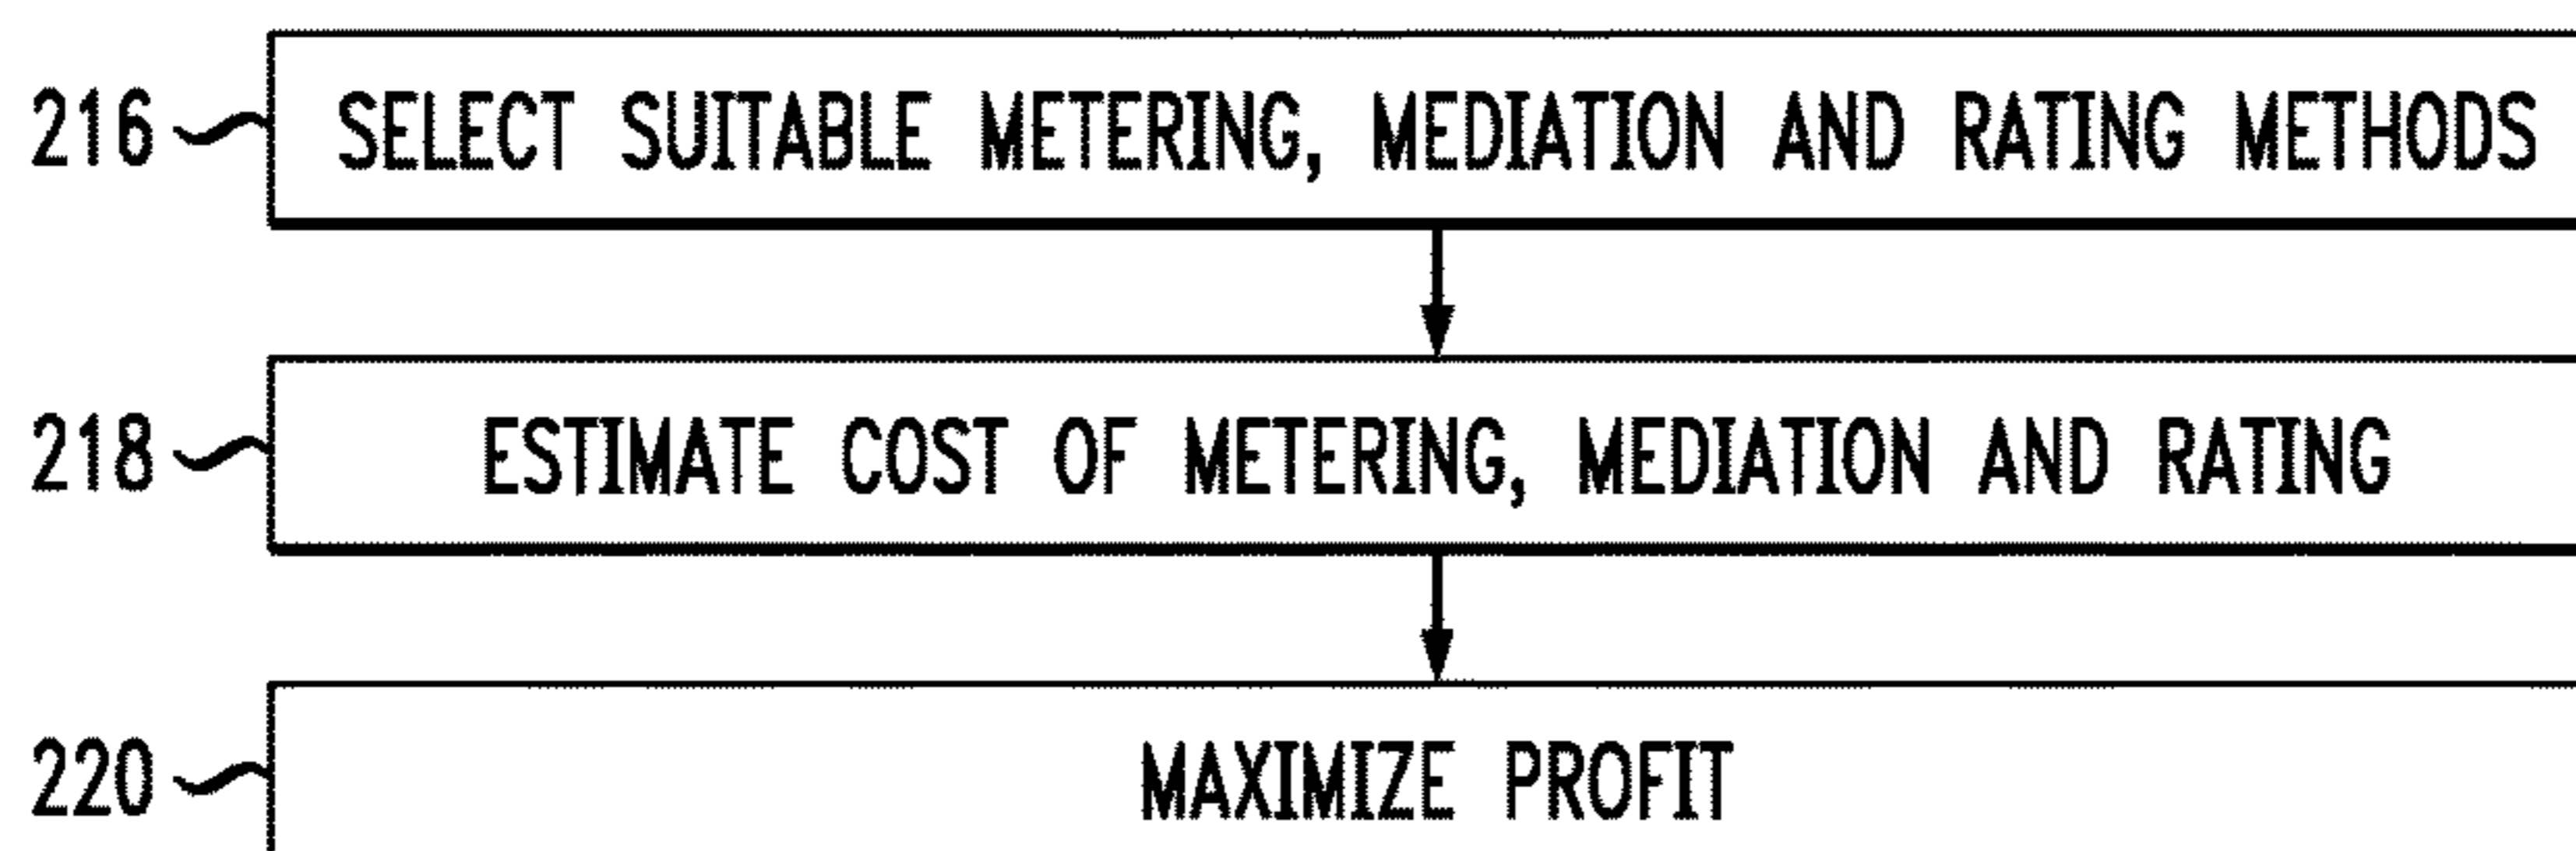 216 SELECT SUITABLE METERING, MEDIATION AND RATING METHODS
218 ESTIMATE COST OF METERING, MEDIATION AND RATING
220 MAXIMIZE PROFIT